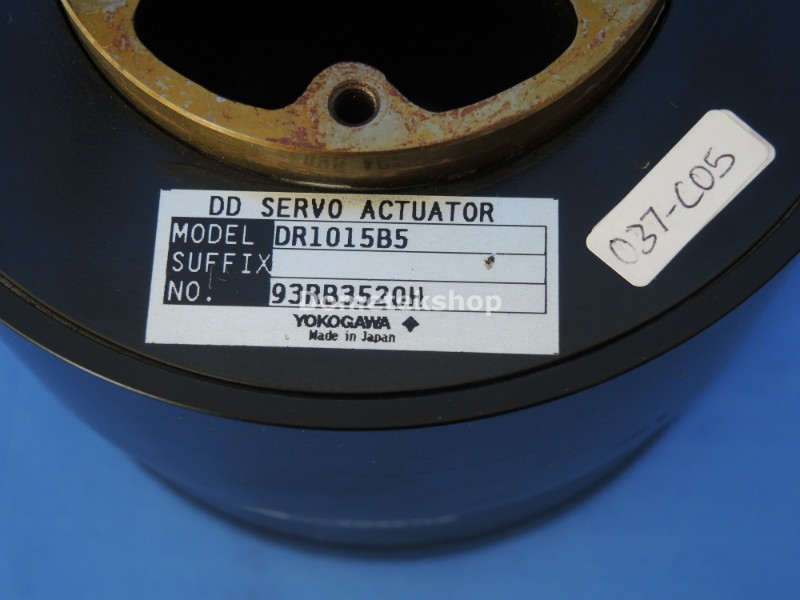 DD SERVO ACTUATOR
MODEL DR1015B5
SUFFIX
NO. 93RB3520H
YOKOGAWA
Made in Japan
037-C05